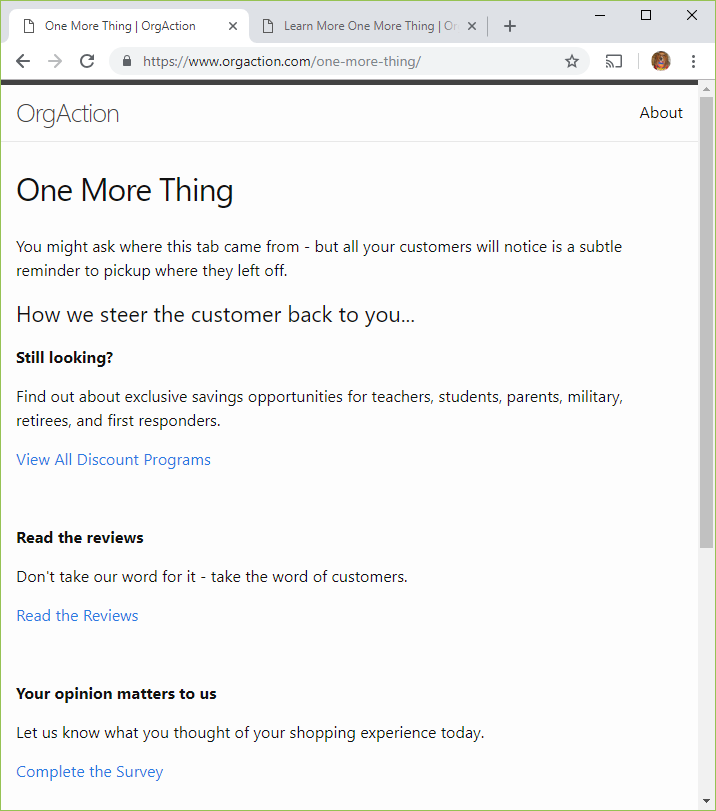 One More Thing | OrgAction
Learn More One More Thing | Or
https://www.orgaction.com/one-more-thing/
OrgAction
About
One More Thing
You might ask where this tab came from - but all your customers will notice is a subtle
reminder to pickup where they left off.
How we steer the customer back to you...
Still looking?
Find out about exclusive savings opportunities for teachers, students, parents, military,
retirees, and first responders.
View All Discount Programs
Read the reviews
Don't take our word for it - take the word of customers.
Read the Reviews
Your opinion matters to us
Let us know what you thought of your shopping experience today.
Complete the Survey